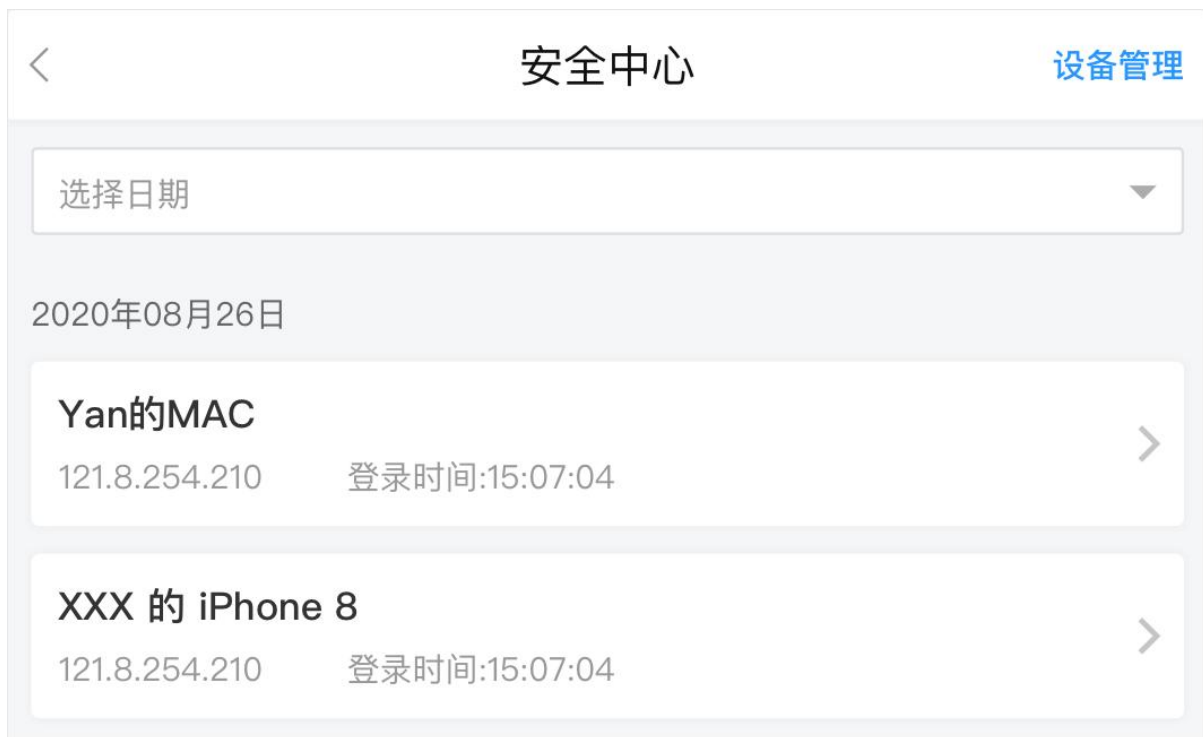 安全中心 设备管理
选择日期
2020年08月26日
Yan的MAC
121.8.254.210 登录时间:15:07:04
XXX 的 iPhone 8
121.8.254.210 登录时间:15:07:04